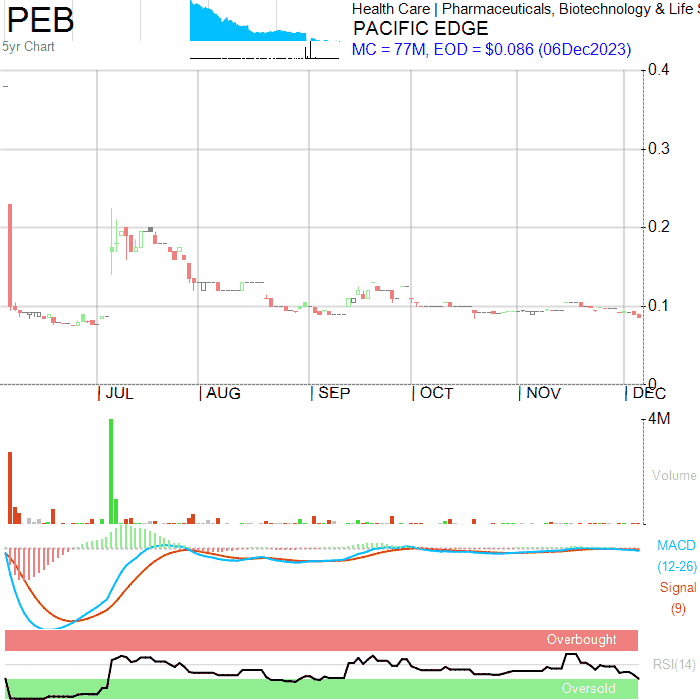 PEB
5yr Chart
Health Care | Pharmaceuticals, Biotechnology & Life S
PACIFIC EDGE
MC = 77M, EOD = $0.086 (06Dec2023)
0.4
0.3
0.2
0.1
0
| JUL
| AUG
| SEP
| OCT
| NOV
| DEC
4M
Volume
MACD
(12-26)
Signal
(9)
Overbought
RSI(14)
Oversold